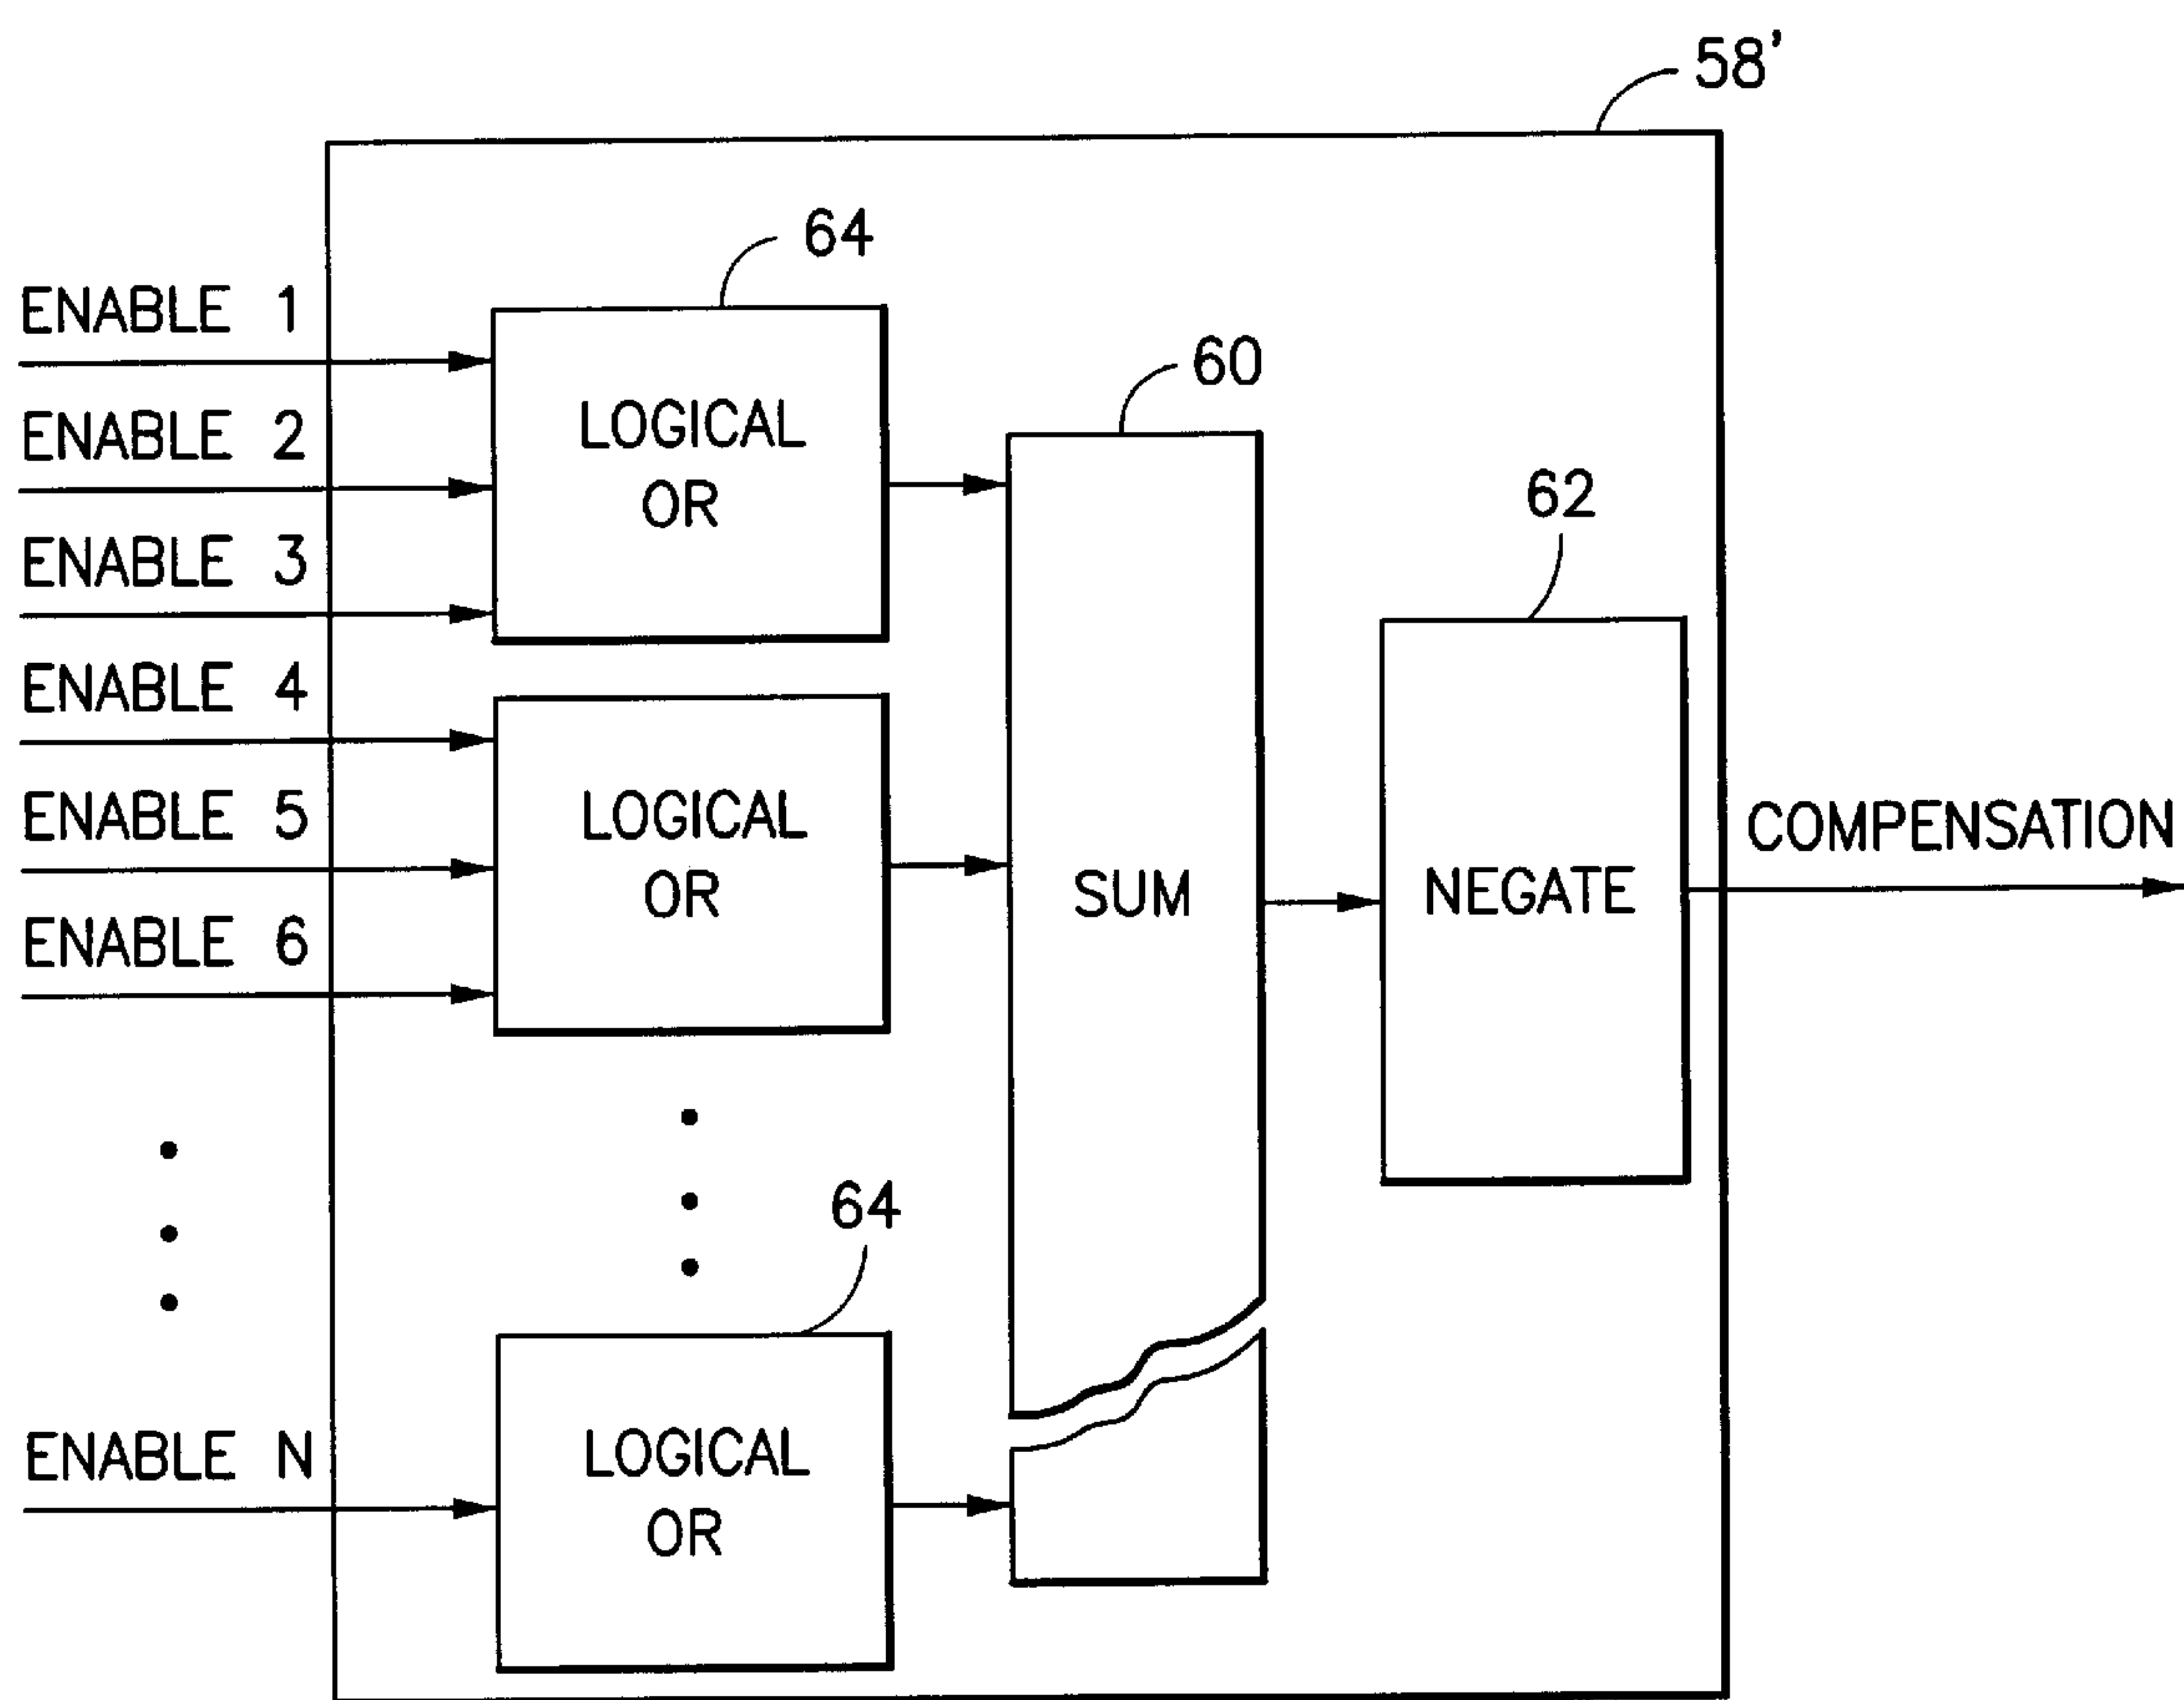 58'
64
ENABLE 1
60
ENABLE 2
LOGICAL
OR
62
ENABLE 3
ENABLE 4
ENABLE 5
LOGICAL
OR
COMPENSATION
SUM
NEGATE
ENABLE 6
64
ENABLE N
LOGICAL
OR